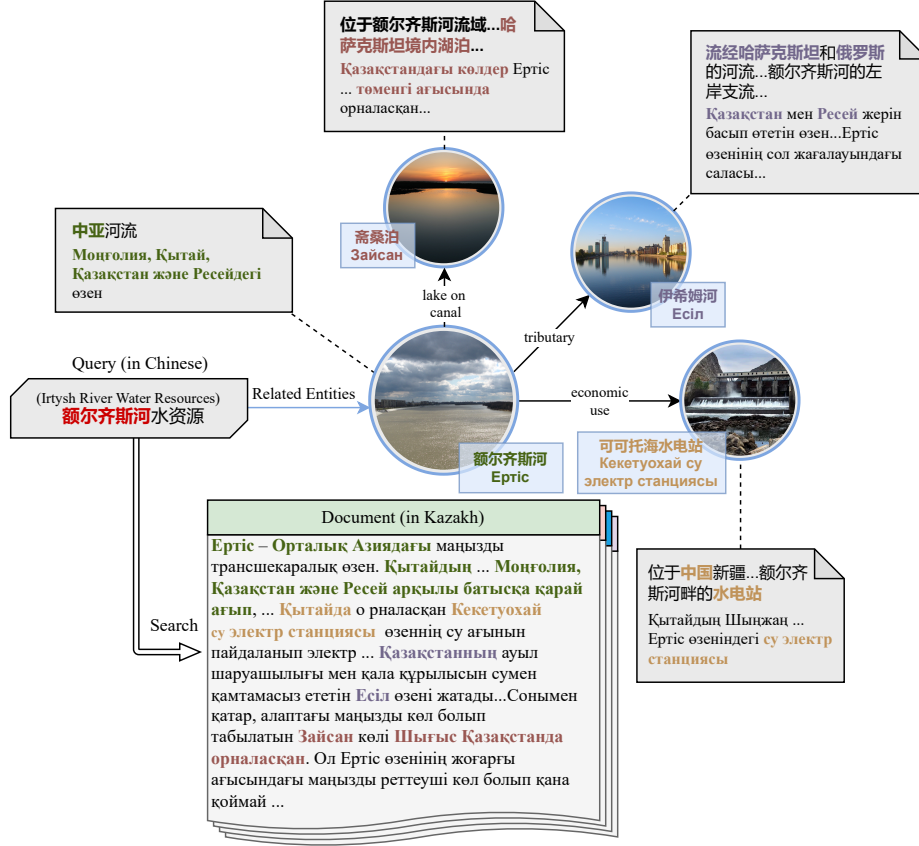 位于额尔齐斯河流域...哈
萨克斯坦境内湖泊...
Қазақстандағы көлдер Ертіс
... төменгі ағысында
орналасқан...
流经哈萨克斯坦和俄罗斯
的河流...额尔齐斯河的左
岸支流...
Қазақстан мен Ресей жерін
басып өтетін өзен...Ертіс
өзенінің сол жағалауындағы
саласы...
中亚河流
Моңғолия, Қытай,
Қазақстан және Ресейдегі
өзен
斋桑泊
Зайсан
伊希姆河
Есіл
lake on
canal
tributary
Query (in Chinese)
(Irtysh River Water Resources)
额尔齐斯河水资源
Related Entities
economic
use
额尔齐斯河
Ертіс
可可托海水电站
Кекетуохай су
электр станциясы
Search
Document (in Kazakh)
Ертіс – Орталық Азиядағы маңызды
трансшекаралық өзен. Қытайдың ... Моңғолия,
Қазақстан және Ресей арқылы батысқа қарай
ағып, ... Қытайда о рналасқан Кекетуохай
су электр станциясы өзеннің су ағынын
пайдаланып электр ... Қазақстанның ауыл
шаруашылығы мен қала құрылысын сумен
қамтамасыз ететін Есіл өзені жатады...Сонымен
қатар, алаптағы маңызды көл болып
табылатын Зайсан көлі Шығыс Қазақстанда
орналасқан. Ол Ертіс өзенінің жоғарғы
ағысындағы маңызды реттеуші көл болып қана
қоймай ...
位于中国新疆...额尔齐
斯河畔的水电站
Қытайдың Шыңжаң ...
Ертіс өзеніндегі су электр
станциясы